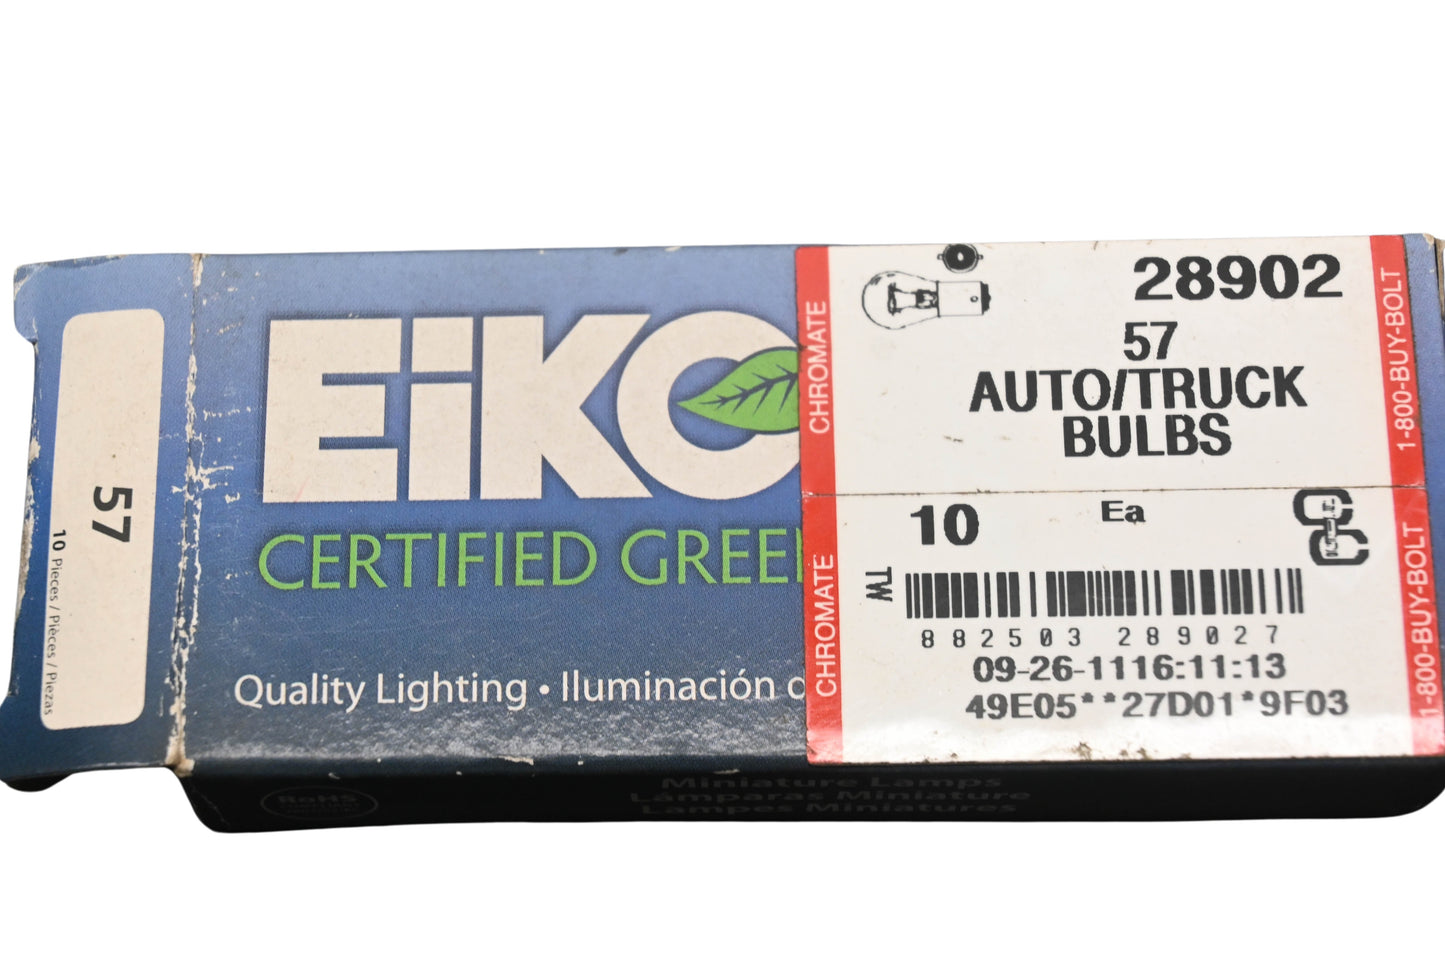 57
10 Pieces / Pièces / Piezas
EiKO
CERTIFIED GREE
Quality Lighting • Iluminación
CHROMATE
28902
57
AUTO/TRUCK
BULBS
1-800-BUY-BOLT
CHROMATE
10 Ea
TW
882503 289027
09-26-1116:11:13
49E05**27D01*9F03
1-800-BUY-BOLT
RoHS
Miniature Lamps
Lámparas Miniature
Lampes Miniatures